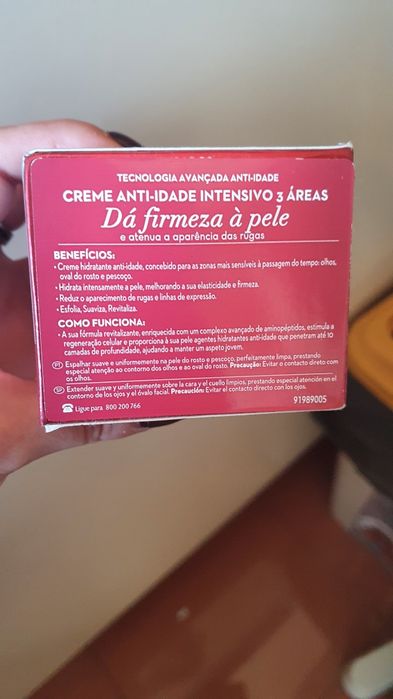 TECNOLOGIA AVANÇADA ANTI-IDADE
CREME ANTI-IDADE INTENSIVO 3 ÁREAS
Dá firmeza à pele
e atenua a aparência das rugas
BENEFÍCIOS:
• Creme hidratante anti-idade, concebido para as zonas mais sensíveis à passagem do tempo: olhos,
oval do rosto e pescoço.
• Hidrata intensamente a pele, melhorando a sua elasticidade e firmeza.
• Reduz o aparecimento de rugas e linhas de expressão.
• Esfolia, Suaviza, Revitaliza.
COMO FUNCIONA:
• A sua fórmula revitalizante, enriquecida com um complexo avançado de aminopéptidos, estimula a
regeneração celular e proporciona à sua pele agentes hidratantes anti-idade que penetram até 10
camadas de profundidade, ajudando a manter um aspeto jovem.
PT Espalhar suave e uniformemente na pele do rosto e pescoço, perfeitamente limpa, prestando
especial atenção ao contorno dos olhos e ao oval do rosto. Precaução: Evitar o contacto direto com
os olhos.
SP Extender suave y uniformemente sobre la cara y el cuello limpios, prestando especial atención en el
contorno de los ojos y el óvalo facial. Precaución: Evitar el contacto directo con los ojos.
Ligue para 800 200 766
91989005